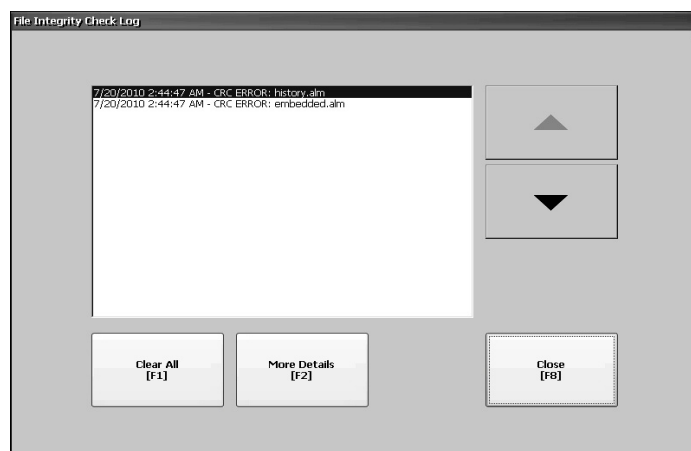 File Integrity Check Log
7/20/2010 2:44:47 AM - CRC ERROR: history.alm
7/20/2010 2:44:47 AM - CRC ERROR: embedded.alm
Clear All
[F1]
More Details
[F2]
Close
[F8]